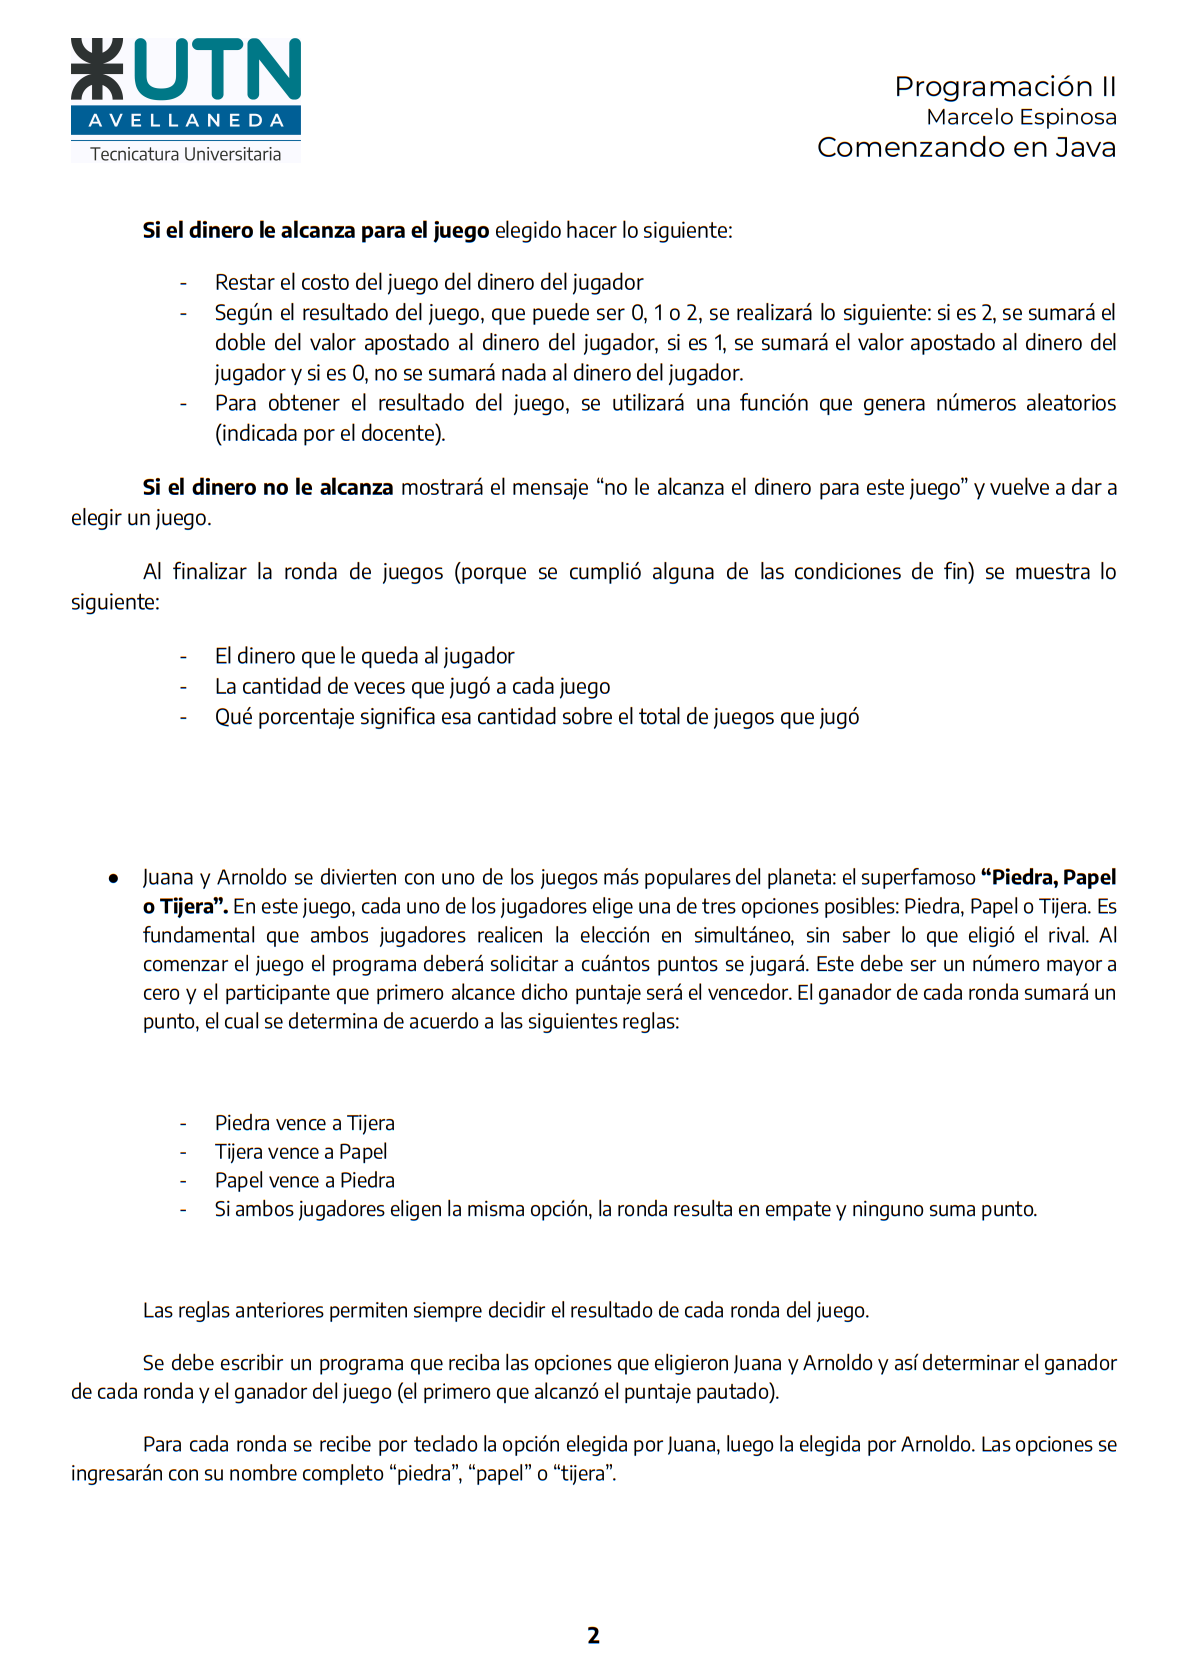 UTN
AVELLANEDA
Tecnicatura Universitaria
Programación II
Marcelo Espinosa
Comenzando en Java
Si el dinero le alcanza para el juego elegido hacer lo siguiente:
- Restar el costo del juego del dinero del jugador
- Según el resultado del juego, que puede ser 0, 1 o 2, se realizará lo siguiente: si es 2, se sumará el
doble del valor apostado al dinero del jugador, si es 1, se sumará el valor apostado al dinero del
jugador y si es 0, no se sumará nada al dinero del jugador.
- Para obtener el resultado del juego, se utilizará una función que genera números aleatorios
(indicada por el docente).
Si el dinero no le alcanza mostrará el mensaje “no le alcanza el dinero para este juego” y vuelve a dar a
elegir un juego.
Al finalizar la ronda de juegos (porque se cumplió alguna de las condiciones de fin) se muestra lo
siguiente:
- El dinero que le queda al jugador
- La cantidad de veces que jugó a cada juego
- Qué porcentaje significa esa cantidad sobre el total de juegos que jugó
● Juana y Arnoldo se divierten con uno de los juegos más populares del planeta: el superfamoso “Piedra, Papel
o Tijera”. En este juego, cada uno de los jugadores elige una de tres opciones posibles: Piedra, Papel o Tijera. Es
fundamental que ambos jugadores realicen la elección en simultáneo, sin saber lo que eligió el rival. Al
comenzar el juego el programa deberá solicitar a cuántos puntos se jugará. Este debe ser un número mayor a
cero y el participante que primero alcance dicho puntaje será el vencedor. El ganador de cada ronda sumará un
punto, el cual se determina de acuerdo a las siguientes reglas:
- Piedra vence a Tijera
- Tijera vence a Papel
- Papel vence a Piedra
- Si ambos jugadores eligen la misma opción, la ronda resulta en empate y ninguno suma punto.
Las reglas anteriores permiten siempre decidir el resultado de cada ronda del juego.
Se debe escribir un programa que reciba las opciones que eligieron Juana y Arnoldo y así determinar el ganador
de cada ronda y el ganador del juego (el primero que alcanzó el puntaje pautado).
Para cada ronda se recibe por teclado la opción elegida por Juana, luego la elegida por Arnoldo. Las opciones se
ingresarán con su nombre completo “piedra”, “papel” o “tijera”.
2